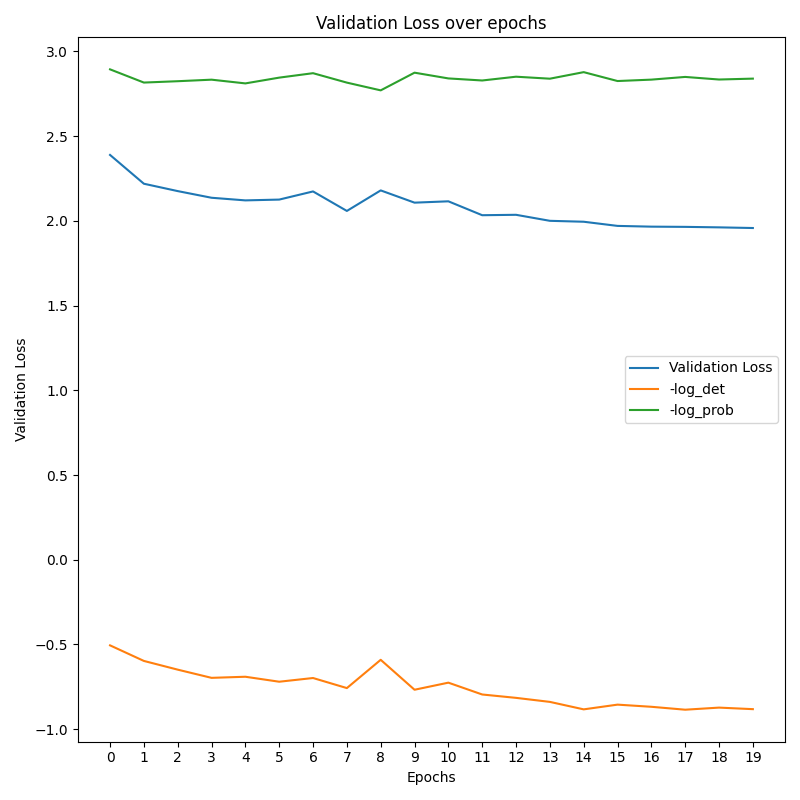 Validation Loss over epochs
Validation Loss
3.0
2.5
2.0
1.5
1.0
0.5
0.0
−0.5
−1.0
Validation Loss
-log_det
-log_prob
0 1 2 3 4 5 6 7 8 9 10 11 12 13 14 15 16 17 18 19
Epochs